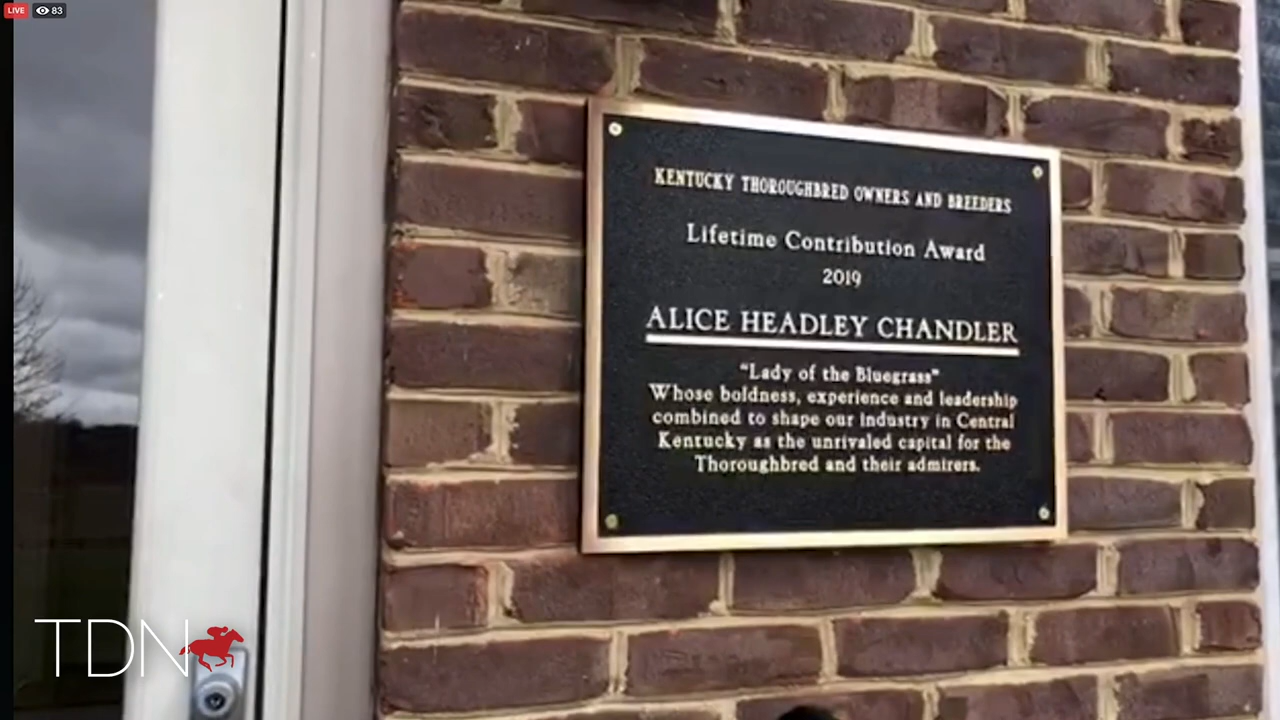 LIVE 83
KENTUCKY THOROUGHBRED OWNERS AND BREEDERS
Lifetime Contribution Award
2019
ALICE HEADLEY CHANDLER
"Lady of the Bluegrass"
Whose boldness, experience and leadership
combined to shape our industry in Central
Kentucky as the unrivaled capital for the
Thoroughbred and their admirers.
TDN